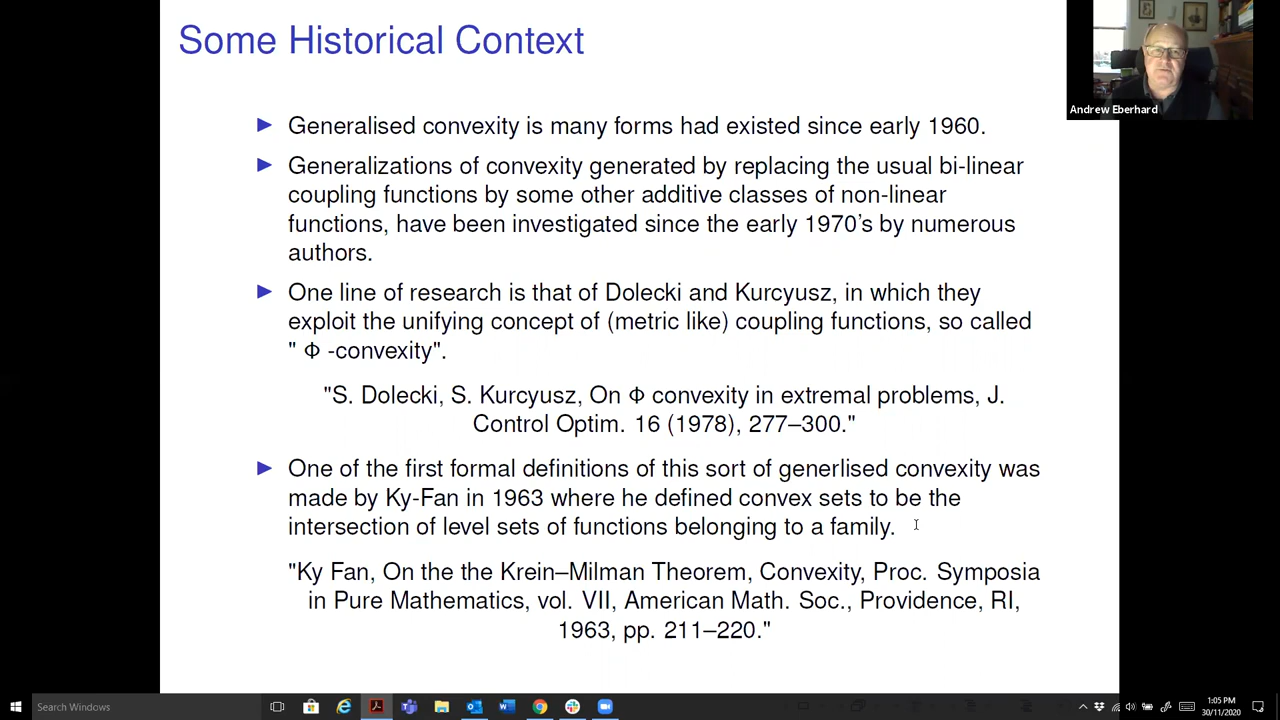 Some Historical Context
Andrew Eberhard
Generalised convexity is many forms had existed since early 1960.
Generalizations of convexity generated by replacing the usual bi-linear
coupling functions by some other additive classes of non-linear
functions, have been investigated since the early 1970's by numerous
authors.
One line of research is that of Dolecki and Kurcyusz, in which they
exploit the unifying concept of (metric like) coupling functions, so called
" Φ -convexity".
"S. Dolecki, S. Kurcyusz, On Φ convexity in extremal problems, J.
Control Optim. 16 (1978), 277–300."
One of the first formal definitions of this sort of generlised convexity was
made by Ky-Fan in 1963 where he defined convex sets to be the
intersection of level sets of functions belonging to a family.
"Ky Fan, On the the Krein–Milman Theorem, Convexity, Proc. Symposia
in Pure Mathematics, vol. VII, American Math. Soc., Providence, RI,
1963, pp. 211–220."
Search Windows
1:05 PM
30/11/2020